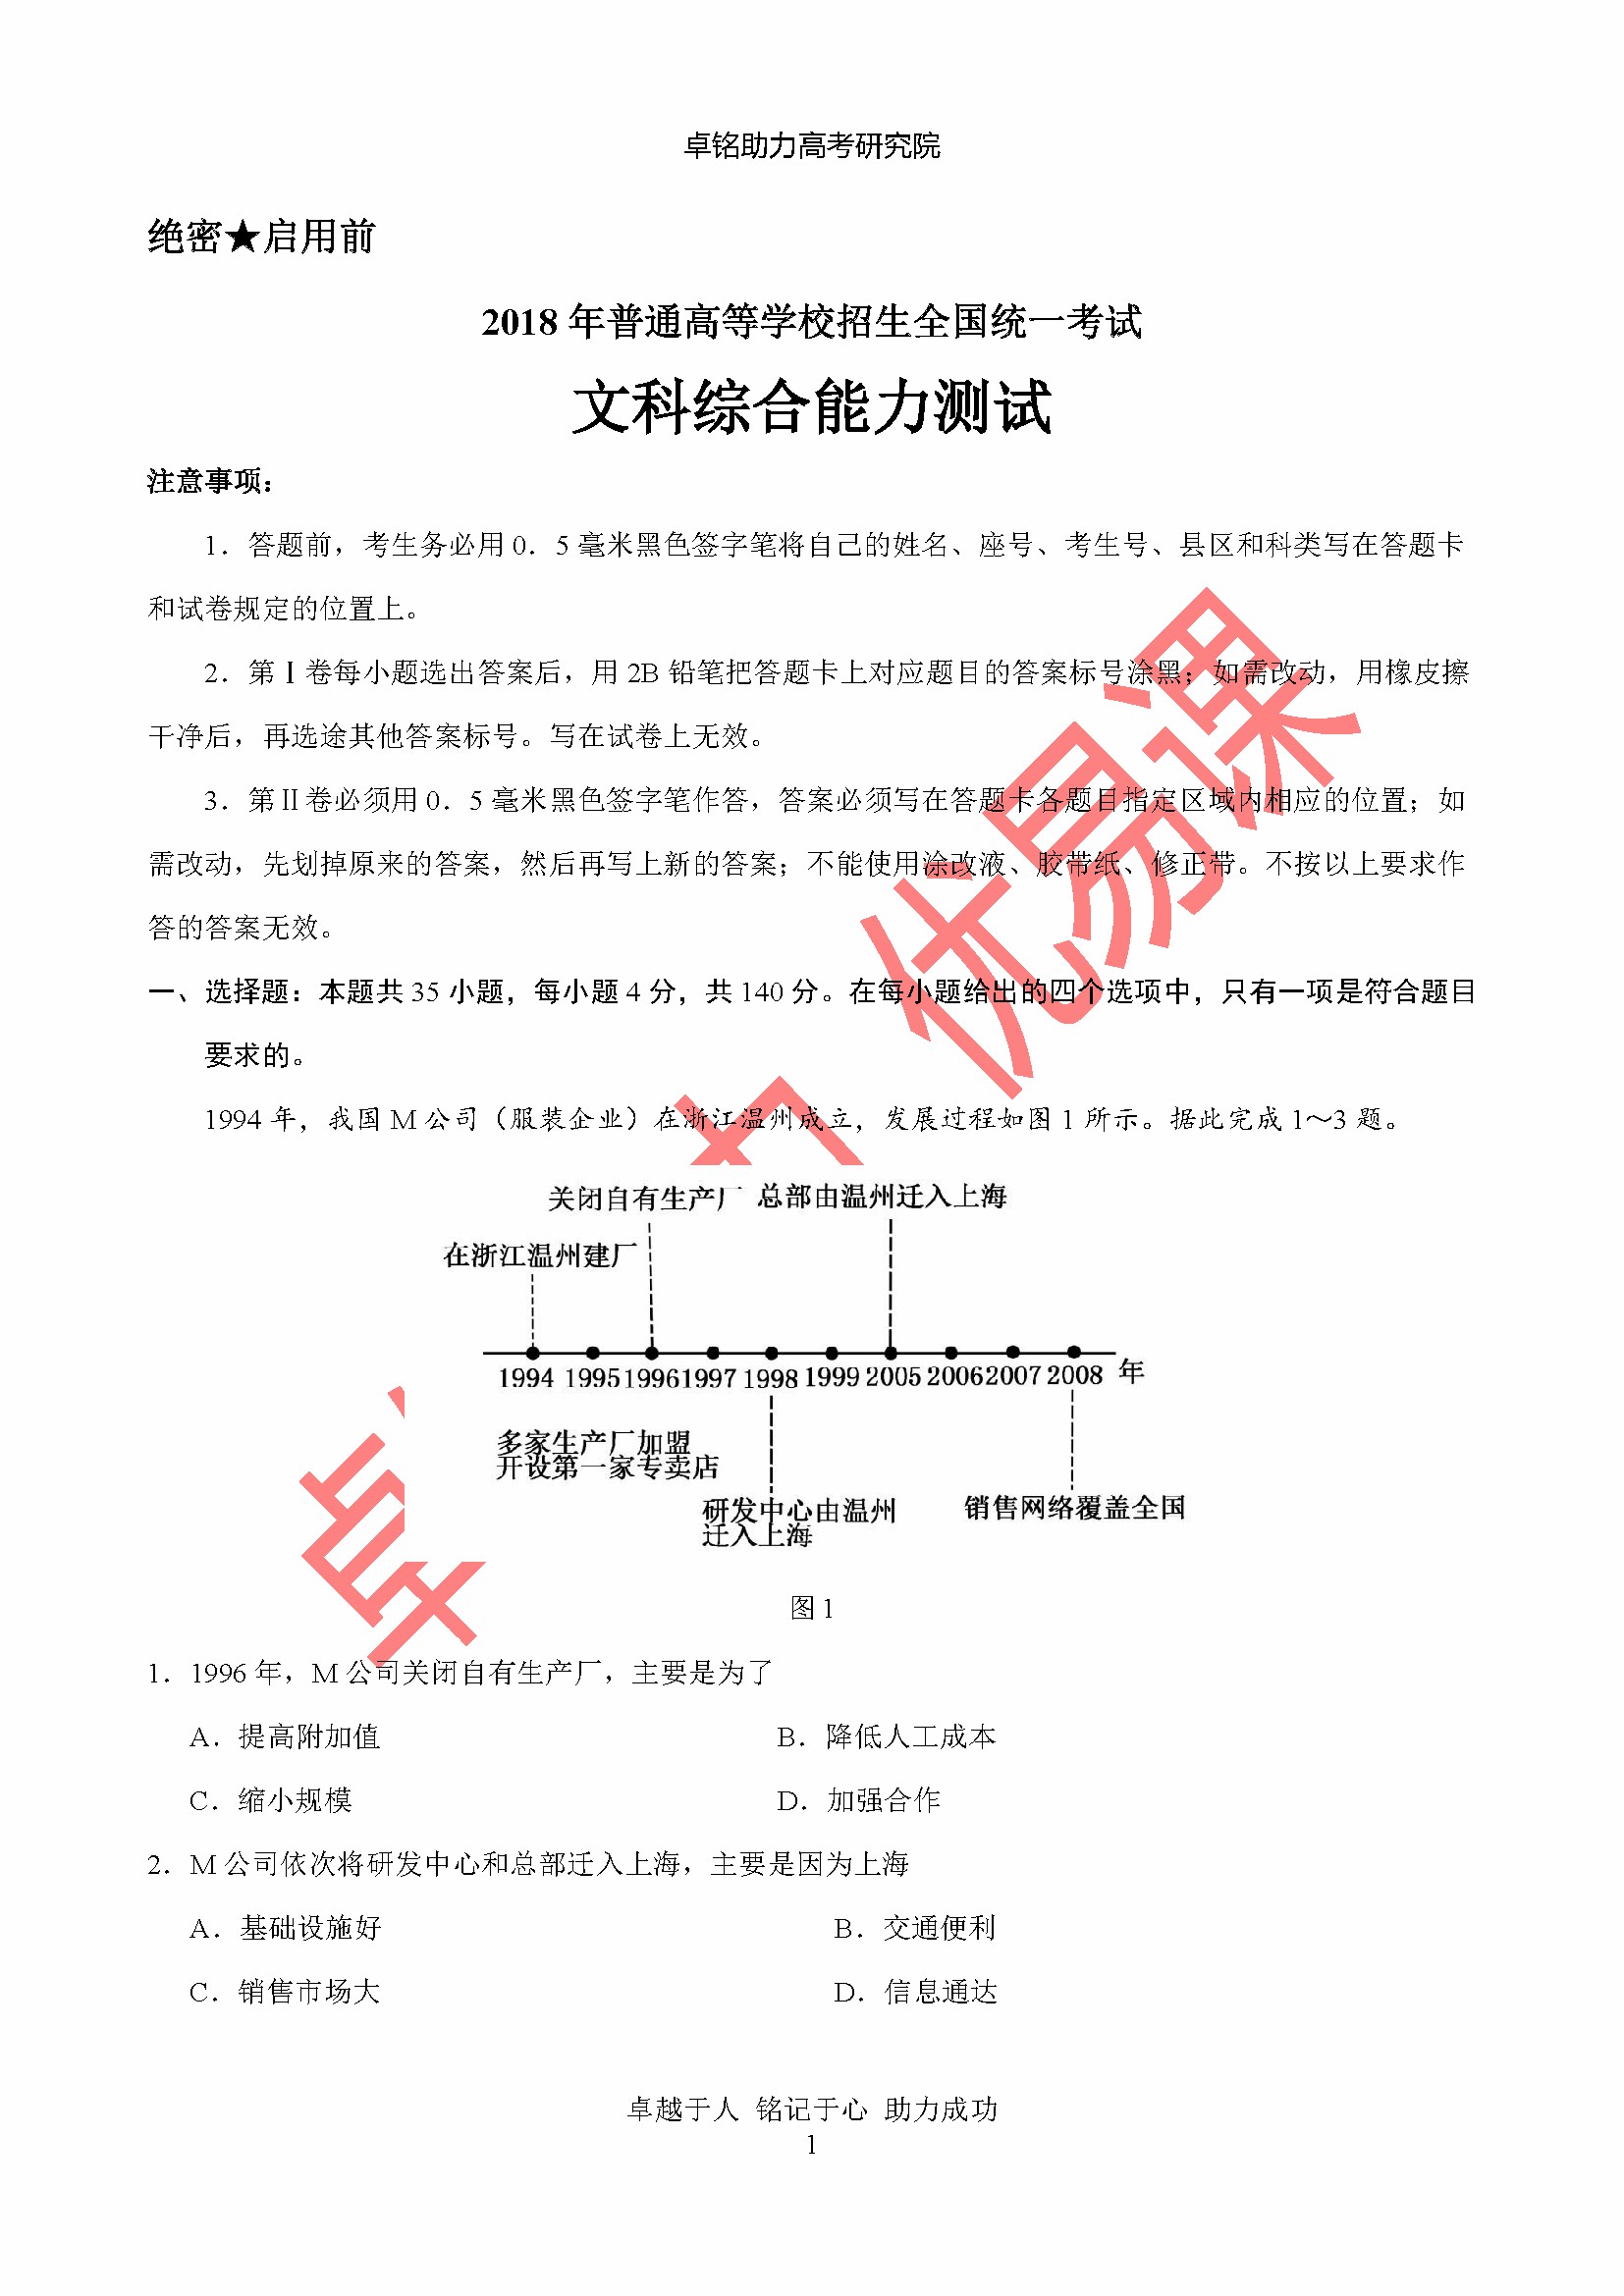 卓铭助力高考研究院
绝密★启用前
2018 年普通高等学校招生全国统一考试
文科综合能力测试
注意事项：
1．答题前，考生务必用 0．5 毫米黑色签字笔将自己的姓名、座号、考生号、县区和科类写在答题卡
和试卷规定的位置上。
2．第Ⅰ卷每小题选出答案后，用 2B 铅笔把答题卡上对应题目的答案标号涂黑；如需改动，用橡皮擦
干净后，再选途其他答案标号。写在试卷上无效。
3．第Ⅱ卷必须用 0．5 毫米黑色签字笔作答，答案必须写在答题卡各题目指定区域内相应的位置；如
需改动，先划掉原来的答案，然后再写上新的答案；不能使用涂改液、胶带纸、修正带。不按以上要求作
答的答案无效。
一、选择题：本题共 35 小题，每小题 4 分，共 140 分。在每小题给出的四个选项中，只有一项是符合题目
要求的。
1994 年，我国 M 公司（服装企业）在浙江温州成立，发展过程如图 1 所示。据此完成 1～3 题。
关闭自有生产厂 总部由温州迁入上海
在浙江温州建厂
1994 1995 1996 1997 1998 1999 2005 2006 2007 2008 年
多家生产厂加盟
开设第一家专卖店
研发中心由温州
迁入上海
销售网络覆盖全国
图 1
1．1996 年，M 公司关闭自有生产厂，主要是为了
A．提高附加值 B．降低人工成本
C．缩小规模 D．加强合作
2．M 公司依次将研发中心和总部迁入上海，主要是因为上海
A．基础设施好 B．交通便利
C．销售市场大 D．信息通达
卓越于人 铭记于心 助力成功
1
卓
优易课